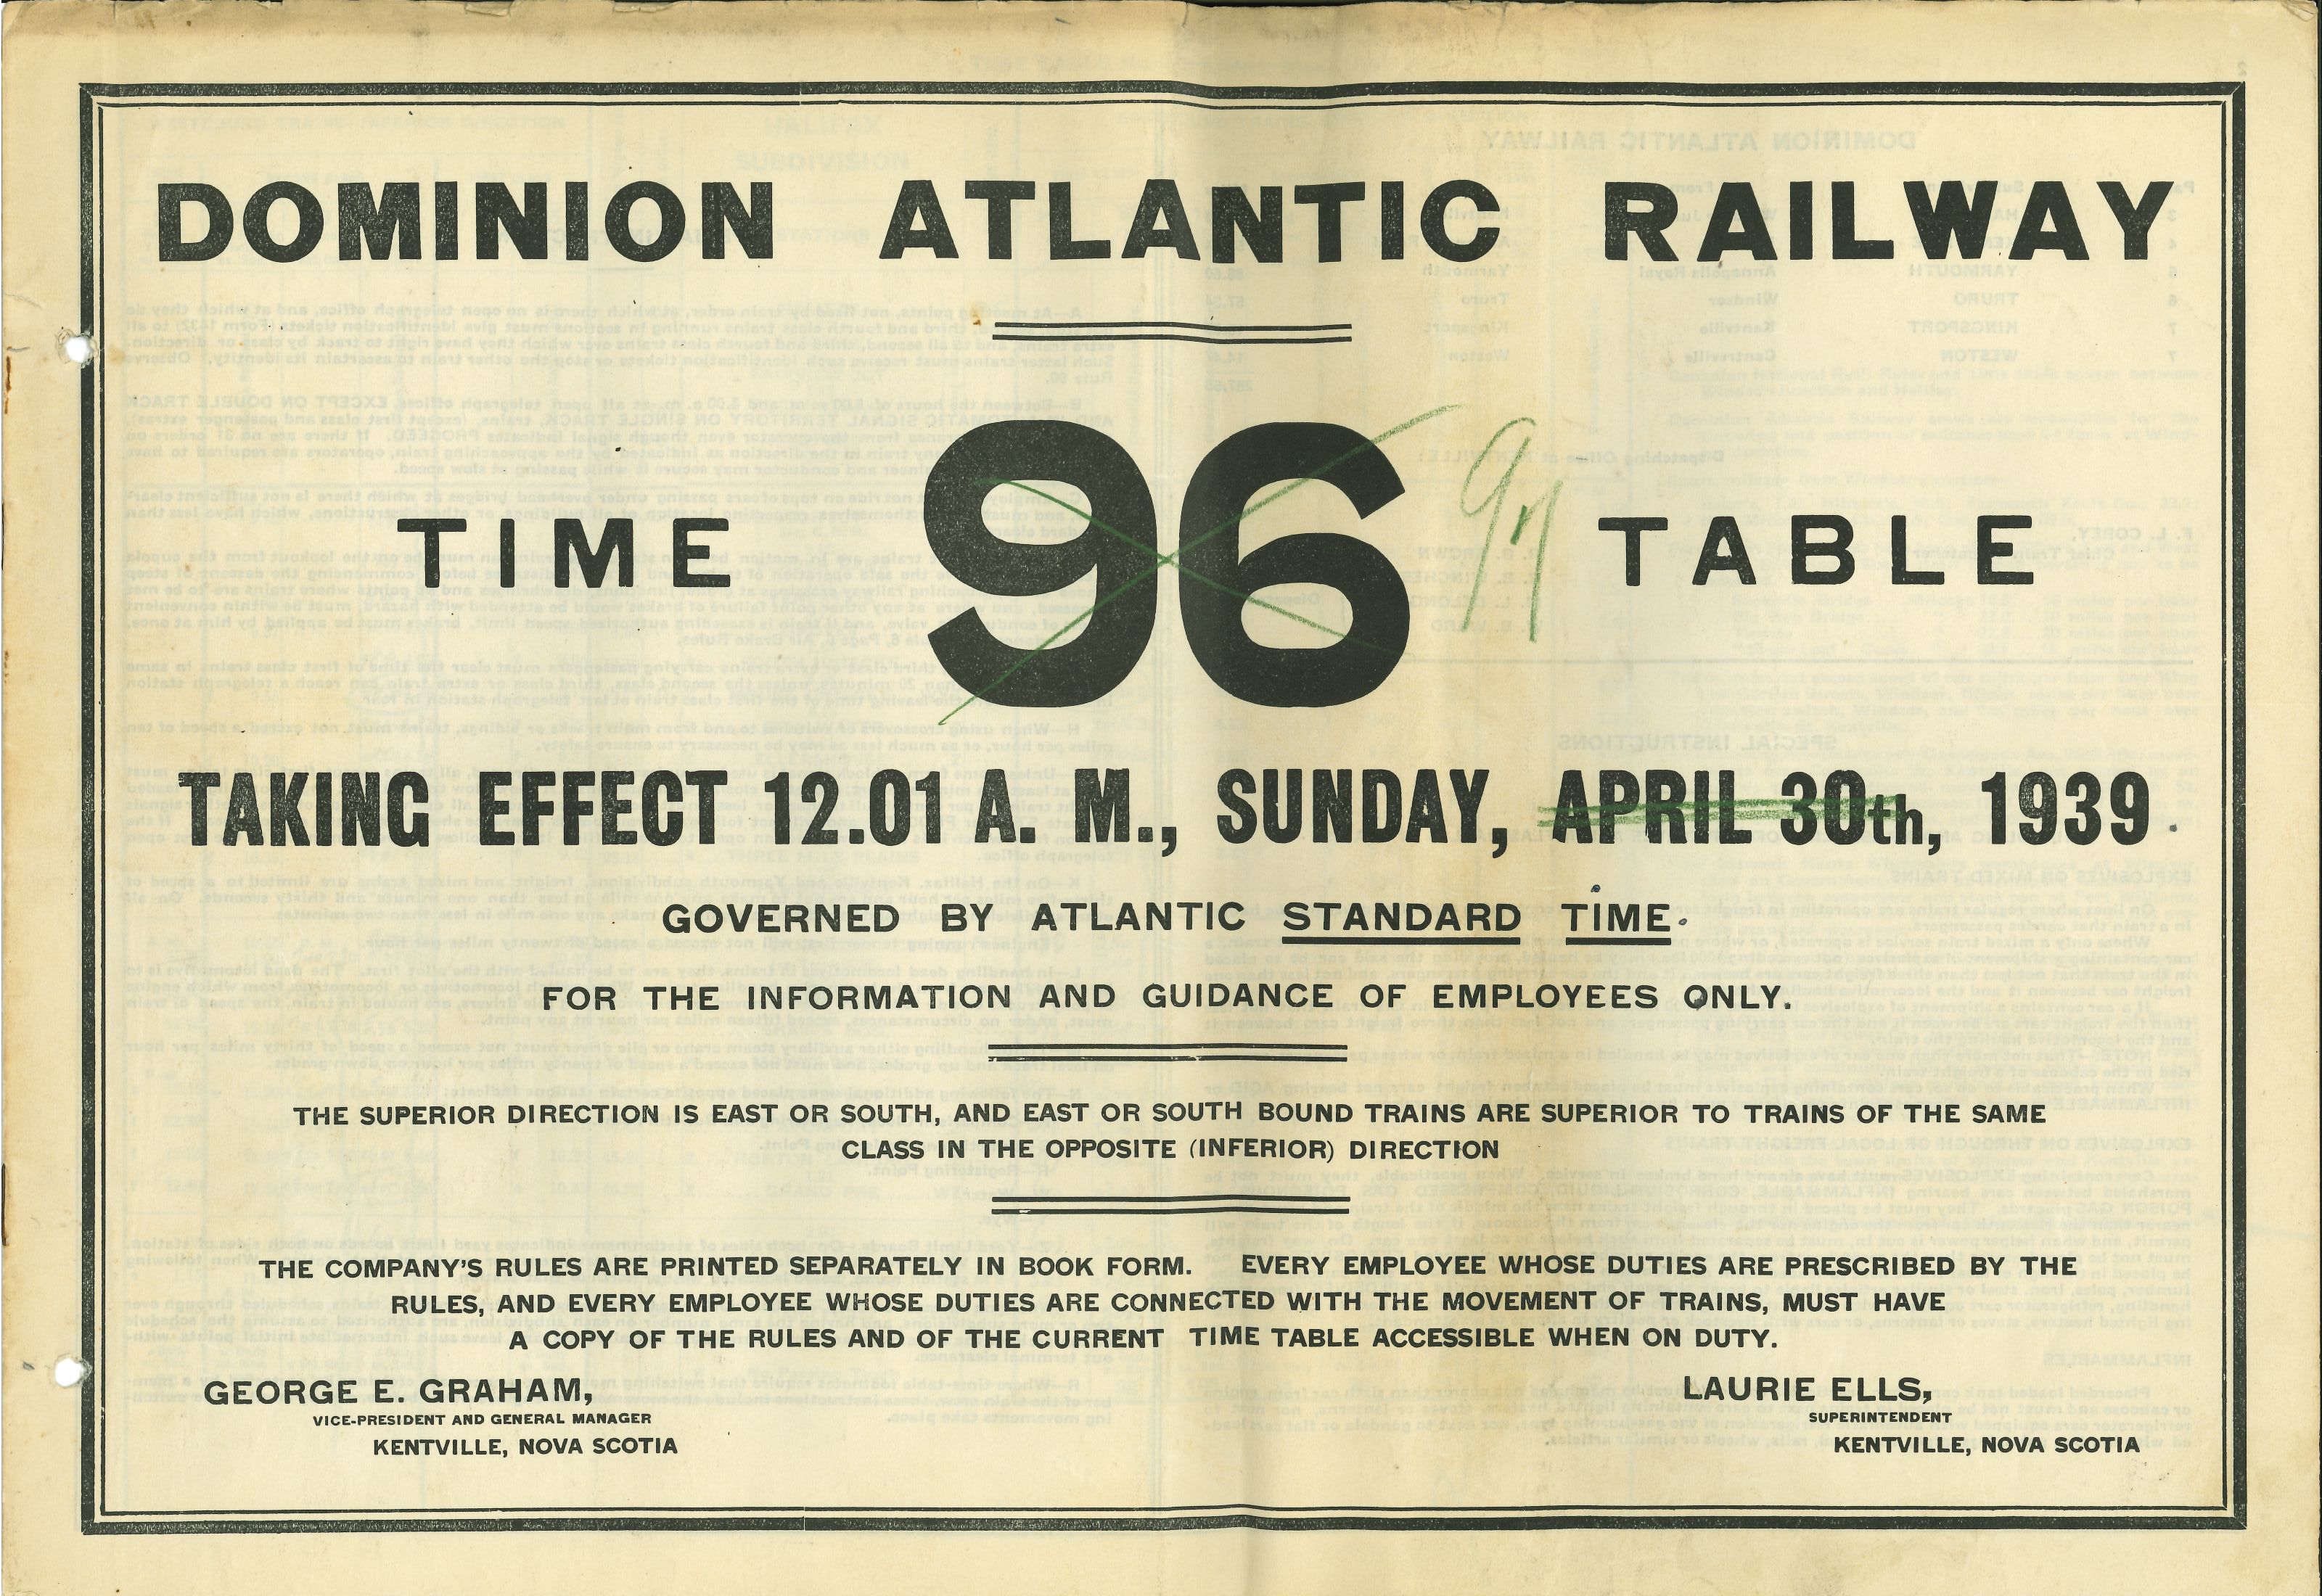 DOMINION ATLANTIC RAILWAY
TIME 96 97 TABLE
TAKING EFFECT 12.01 A. M., SUNDAY, APRIL 30th, 1939
GOVERNED BY ATLANTIC STANDARD TIME.
FOR THE INFORMATION AND GUIDANCE OF EMPLOYEES ONLY.
THE SUPERIOR DIRECTION IS EAST OR SOUTH, AND EAST OR SOUTH BOUND TRAINS ARE SUPERIOR TO TRAINS OF THE SAME
CLASS IN THE OPPOSITE (INFERIOR) DIRECTION
THE COMPANY'S RULES ARE PRINTED SEPARATELY IN BOOK FORM. EVERY EMPLOYEE WHOSE DUTIES ARE PRESCRIBED BY THE
RULES, AND EVERY EMPLOYEE WHOSE DUTIES ARE CONNECTED WITH THE MOVEMENT OF TRAINS, MUST HAVE
A COPY OF THE RULES AND OF THE CURRENT TIME TABLE ACCESSIBLE WHEN ON DUTY.
GEORGE E. GRAHAM,
VICE-PRESIDENT AND GENERAL MANAGER
KENTVILLE, NOVA SCOTIA
LAURIE ELLS,
SUPERINTENDENT
KENTVILLE, NOVA SCOTIA